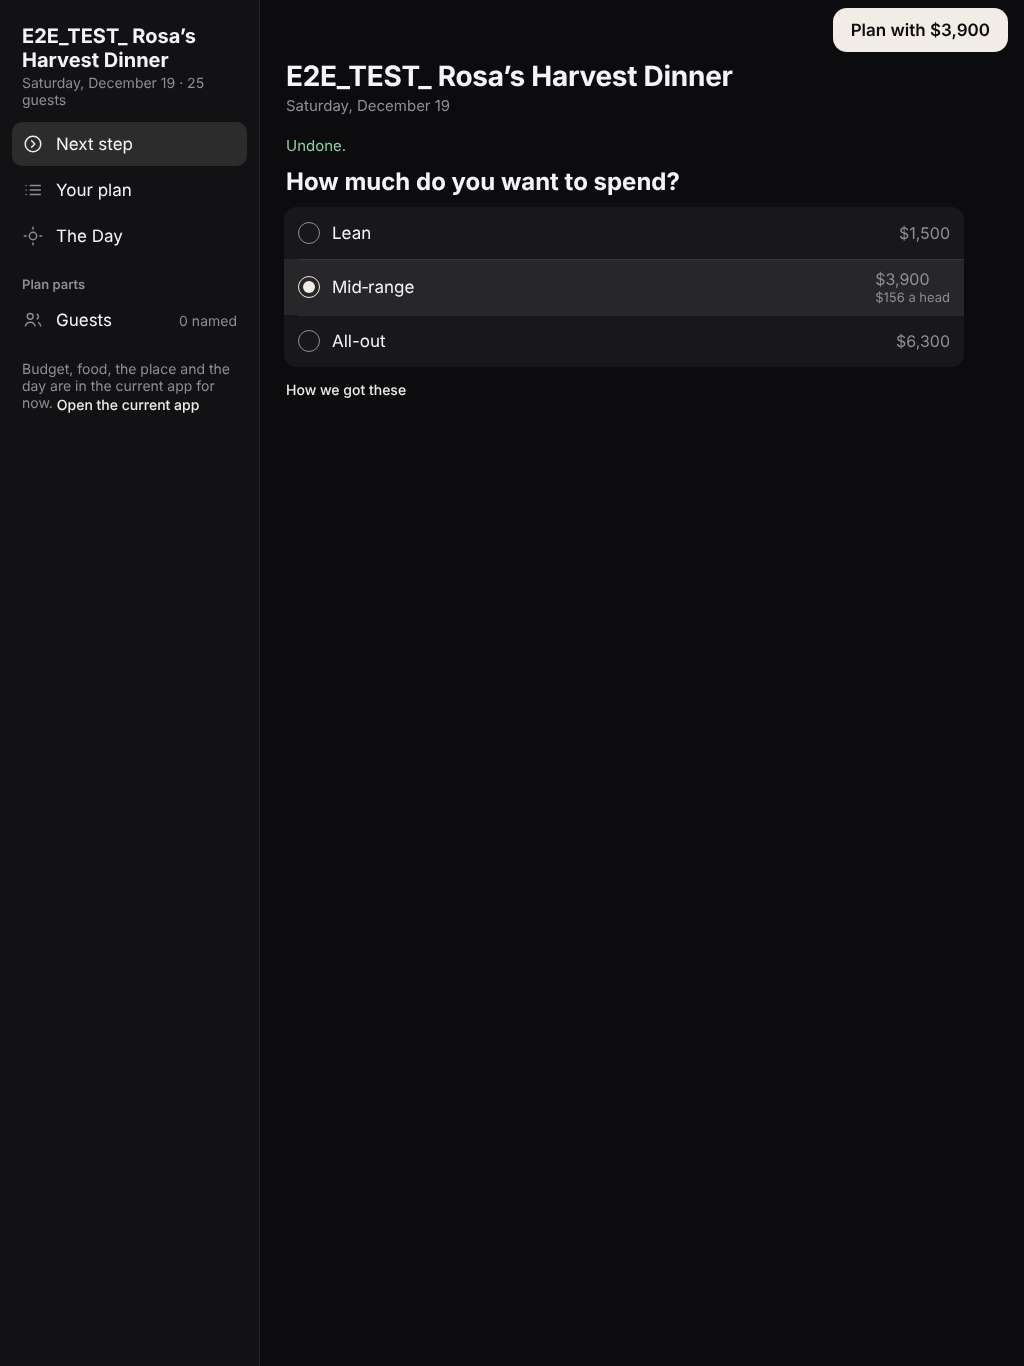 E2E_TEST_ Rosa’s
Harvest Dinner
Saturday, December 19 · 25
guests
Next step
Your plan
The Day
Plan parts
Guests
0 named
Budget, food, the place and the
day are in the current app for
now. Open the current app
Plan with $3,900
E2E_TEST_ Rosa’s Harvest Dinner
Saturday, December 19
Undone.
How much do you want to spend?
Lean
$1,500
Mid-range
$3,900
$156 a head
All-out
$6,300
How we got these